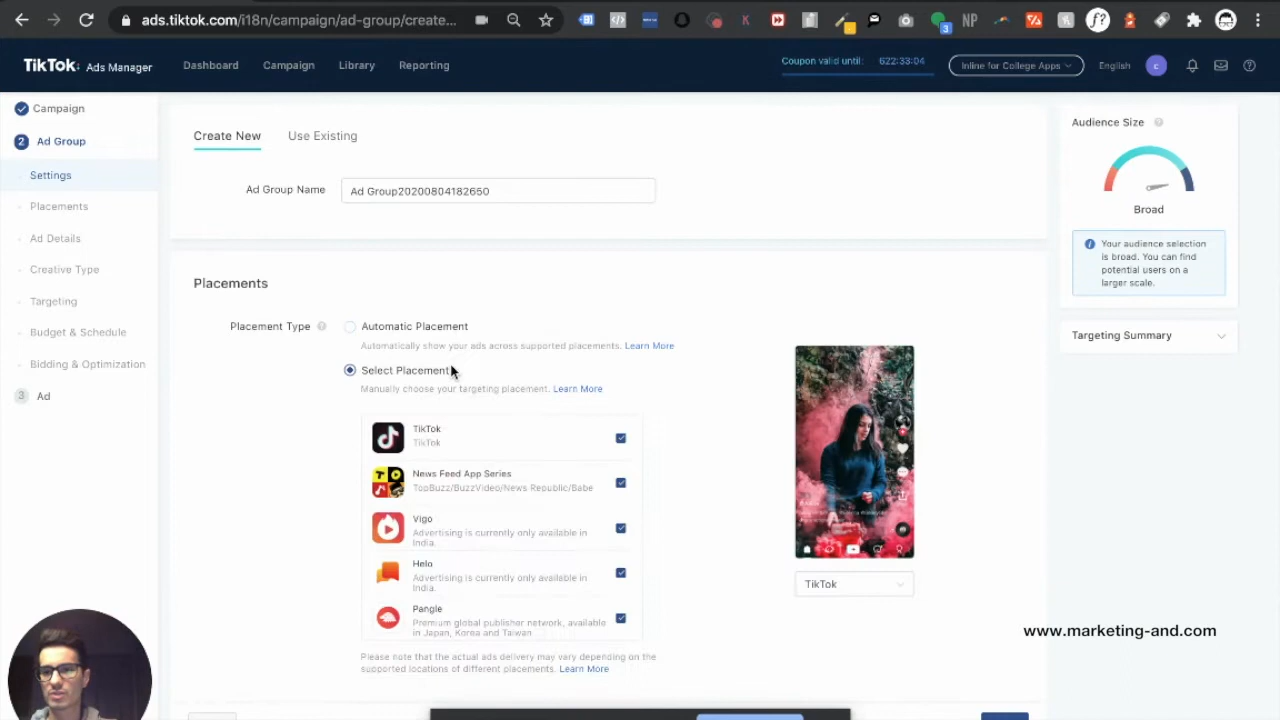 ads.tiktok.com/i18n/campaign/ad-group/create...
3
NP
TikTok: Ads Manager
Dashboard
Campaign
Library
Reporting
Coupon valid until: 622:33:04
Inline for College Apps
English
c
Campaign
2 Ad Group
Settings
Placements
Ad Details
Creative Type
Targeting
Budget & Schedule
Bidding & Optimization
3 Ad
Create New
Use Existing
Ad Group Name
Ad Group20200804182650
Placements
Placement Type
Automatic Placement
Automatically show your ads across supported placements. Learn More
Select Placement
Manually choose your targeting placement. Learn More
TikTok
TikTok
News Feed App Series
TopBuzz/BuzzVideo/News Republic/Babe
Vigo
Advertising is currently only available in
India.
Helo
Advertising is currently only available in
India.
Pangle
Premium global publisher network, available
in Japan, Korea and Taiwan
Please note that the actual ads delivery may vary depending on the
supported locations of different placements. Learn More
TikTok
Audience Size
Broad
Your audience selection
is broad. You can find
potential users on a
larger scale.
Targeting Summary
www.marketing-and.com